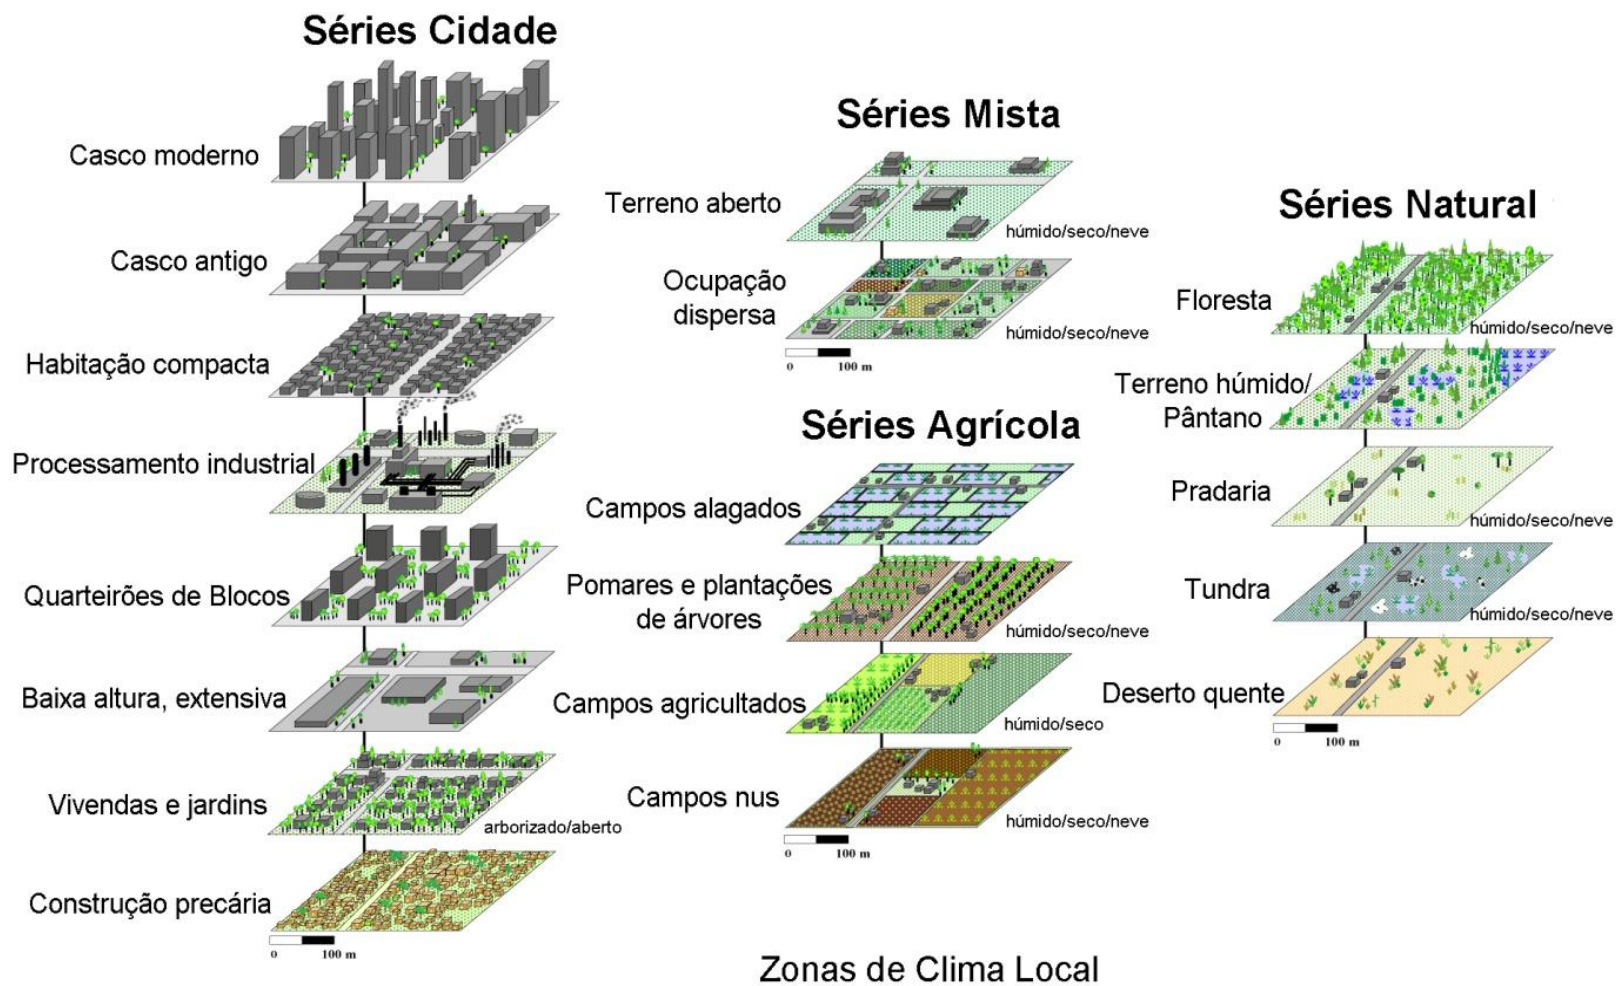 Séries Cidade
Casco moderno
Casco antigo
Habitação compacta
Processamento industrial
Quarteirões de Blocos
Baixa altura, extensiva
Vivendas e jardins
arborizado/aberto
Construção precária
0 100 m
Séries Mista
Terreno aberto
húmido/seco/neve
Ocupação
dispersa
húmido/seco/neve
0 100 m
Séries Agrícola
Campos alagados
Pomares e plantações
de árvores
húmido/seco/neve
Campos agricultados
húmido/seco
Campos nus
húmido/seco/neve
0 100 m
Séries Natural
Floresta
húmido/seco/neve
Terreno húmido/
Pântano
húmido/seco/neve
Pradaria
húmido/seco/neve
Tundra
húmido/seco/neve
Deserto quente
0 100 m
Zonas de Clima Local